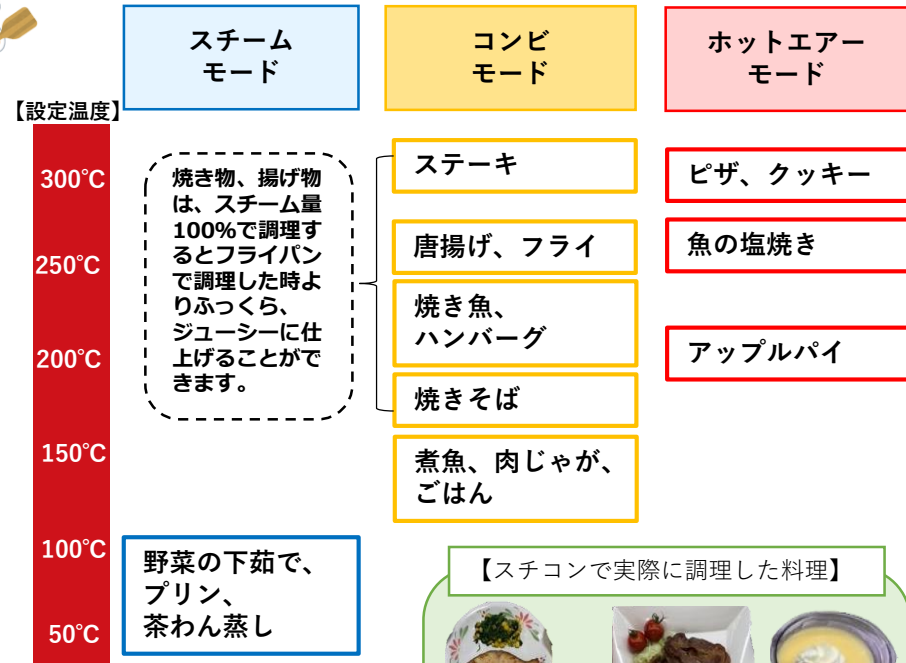 スチーム
モード
コンビ
モード
ホットエアー
モード
【設定温度】
300℃
250℃
200℃
150℃
100℃
50℃
焼き物、揚げ物
は、スチーム量
100%で調理す
るとフライパン
で調理した時よ
りふっくら、
ジューシーに仕
上げることがで
きます。
ステーキ
唐揚げ、フライ
焼き魚、
ハンバーグ
焼きそば
煮魚、肉じゃが、
ごはん
ピザ、クッキー
魚の塩焼き
アップルパイ
野菜の下茹で、
プリン、
茶わん蒸し
【スチコンで実際に調理した料理】